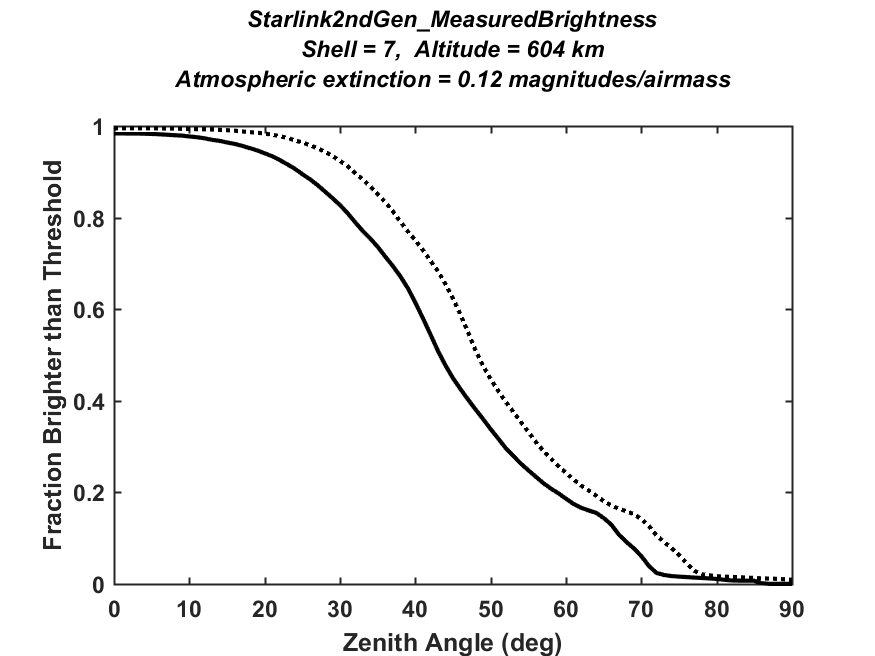 Starlink2ndGen_MeasuredBrightness
Shell = 7,  Altitude = 604 km
Atmospheric extinction = 0.12 magnitudes/airmass
Fraction Brighter than Threshold
1
0.8
0.6
0.4
0.2
0
0 10 20 30 40 50 60 70 80 90
Zenith Angle (deg)